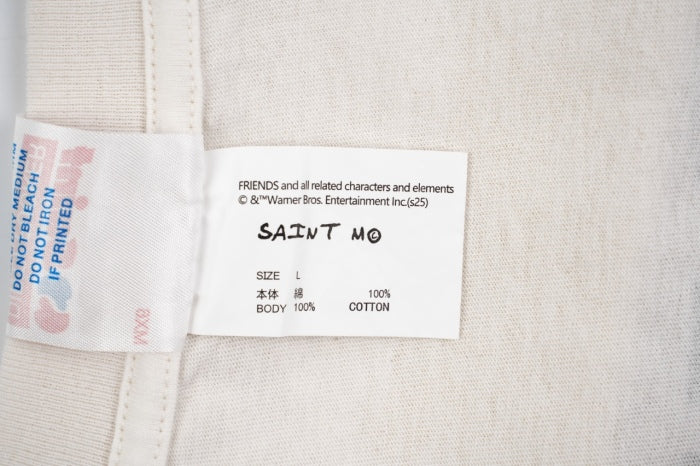 DRY MEDIUM
DO NOT BLEACH
DO NOT IRON
IF PRINTED
8XM
FRIENDS and all related characters and elements
© &™Warner Bros. Entertainment Inc.(s25)
SAINT M©
SIZE L
本体 綿 100%
BODY 100% COTTON